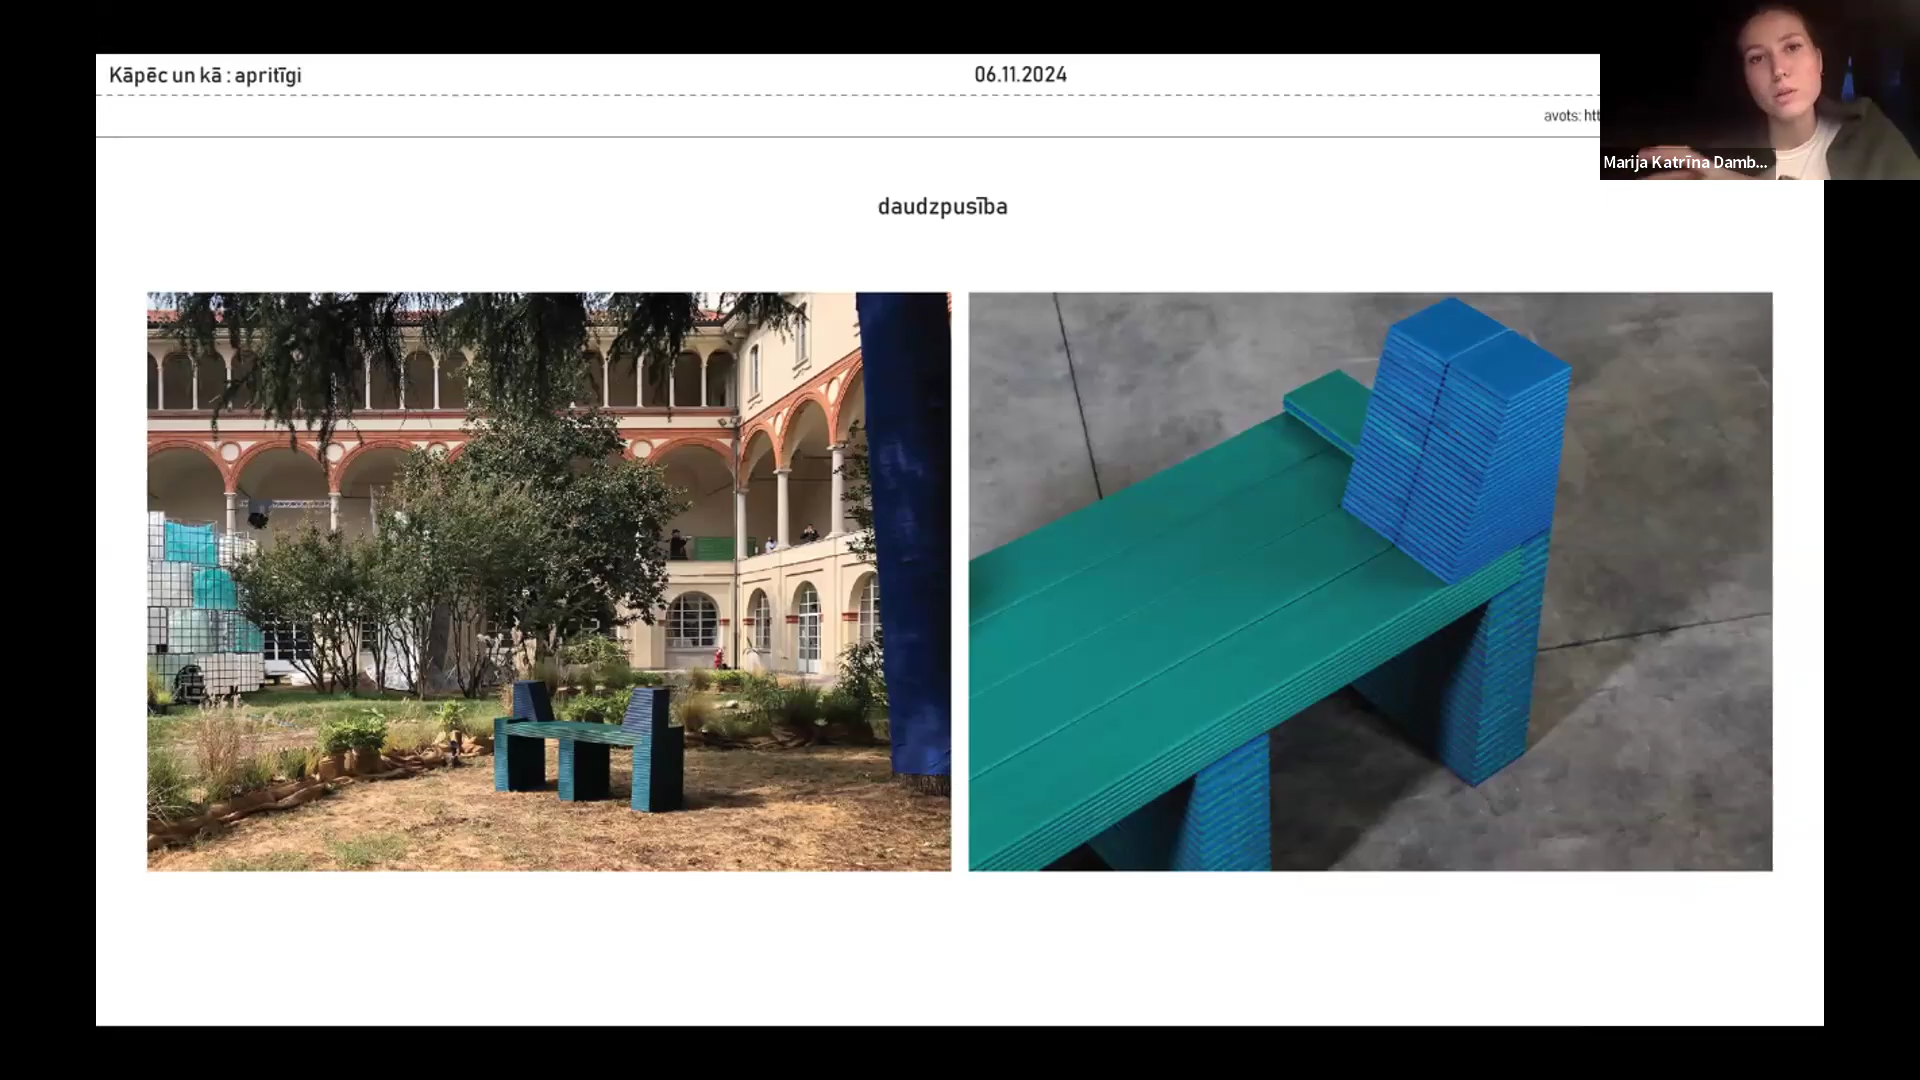 Kāpēc un kā : apritīgi
06.11.2024
avots: htt
Marija Katrīna Damb...
daudzpusība